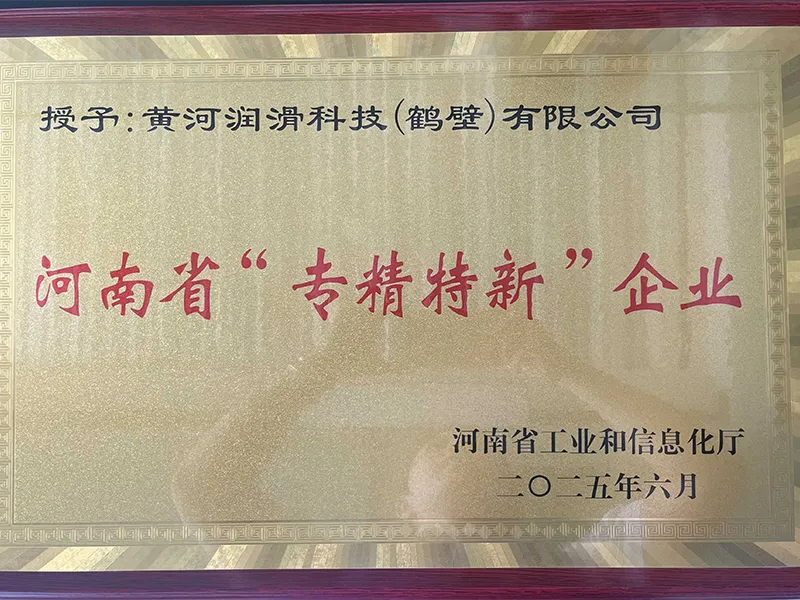 授予：黄河润滑科技（鹤壁）有限公司
河南省“专精特新”企业
河南省工业和信息化厅
二〇二五年六月